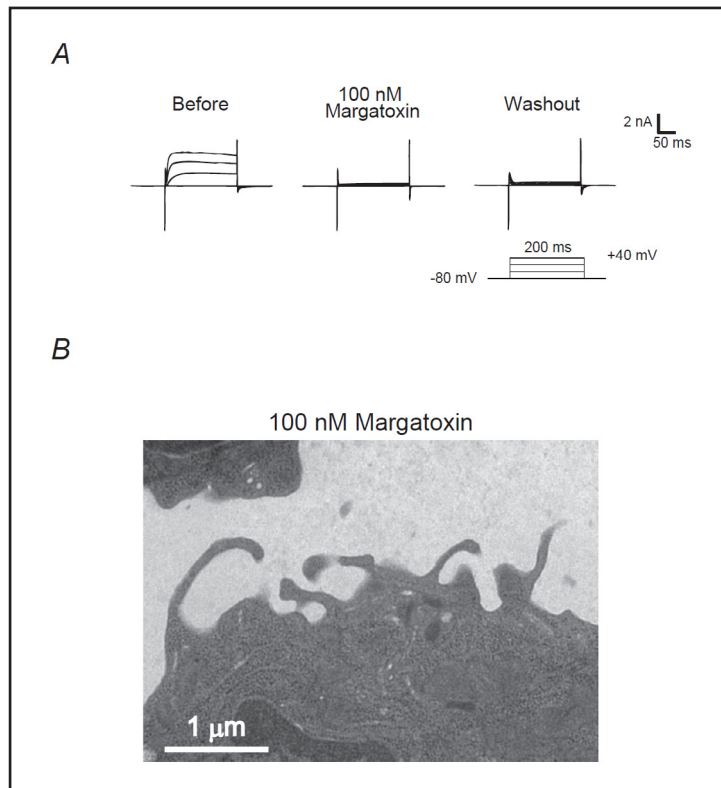 A
Before
100 nM
Margatoxin
Washout
2 nA
50 ms
200 ms
+40 mV
-80 mV
B
100 nM Margatoxin
1 μm